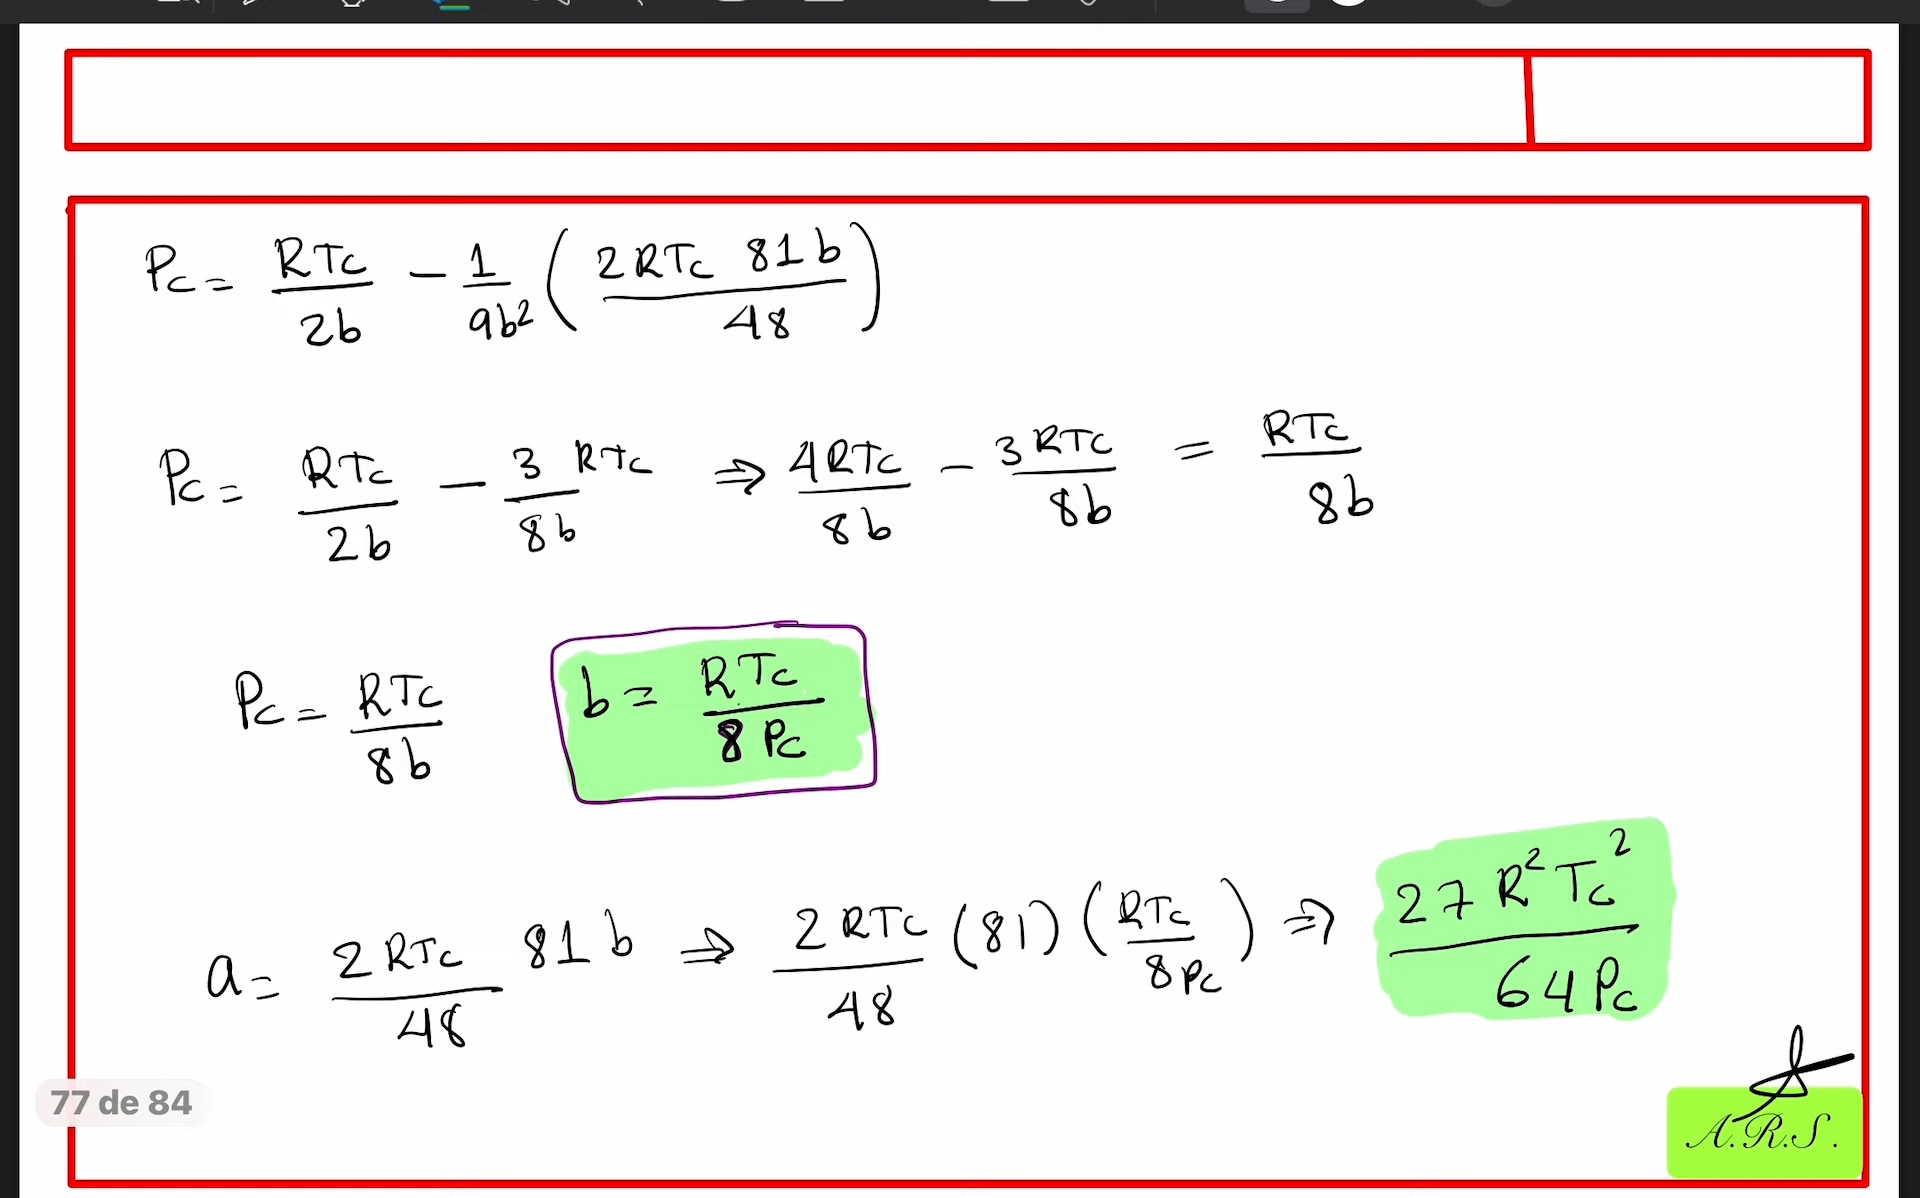 Pc = RTc/2b − 1/9b² (2RTc 81b/48)
Pc = RTc/2b − 3/8b RTc ⇒ 4RTc/8b − 3RTc/8b = RTc/8b
Pc = RTc/8b b = RTc/8Pc
a = 2RTc/48 81b ⇒ 2RTc/48 (81) (RTc/8Pc) ⇒ 27R²Tc²/64Pc
77 de 84
A.R.S.